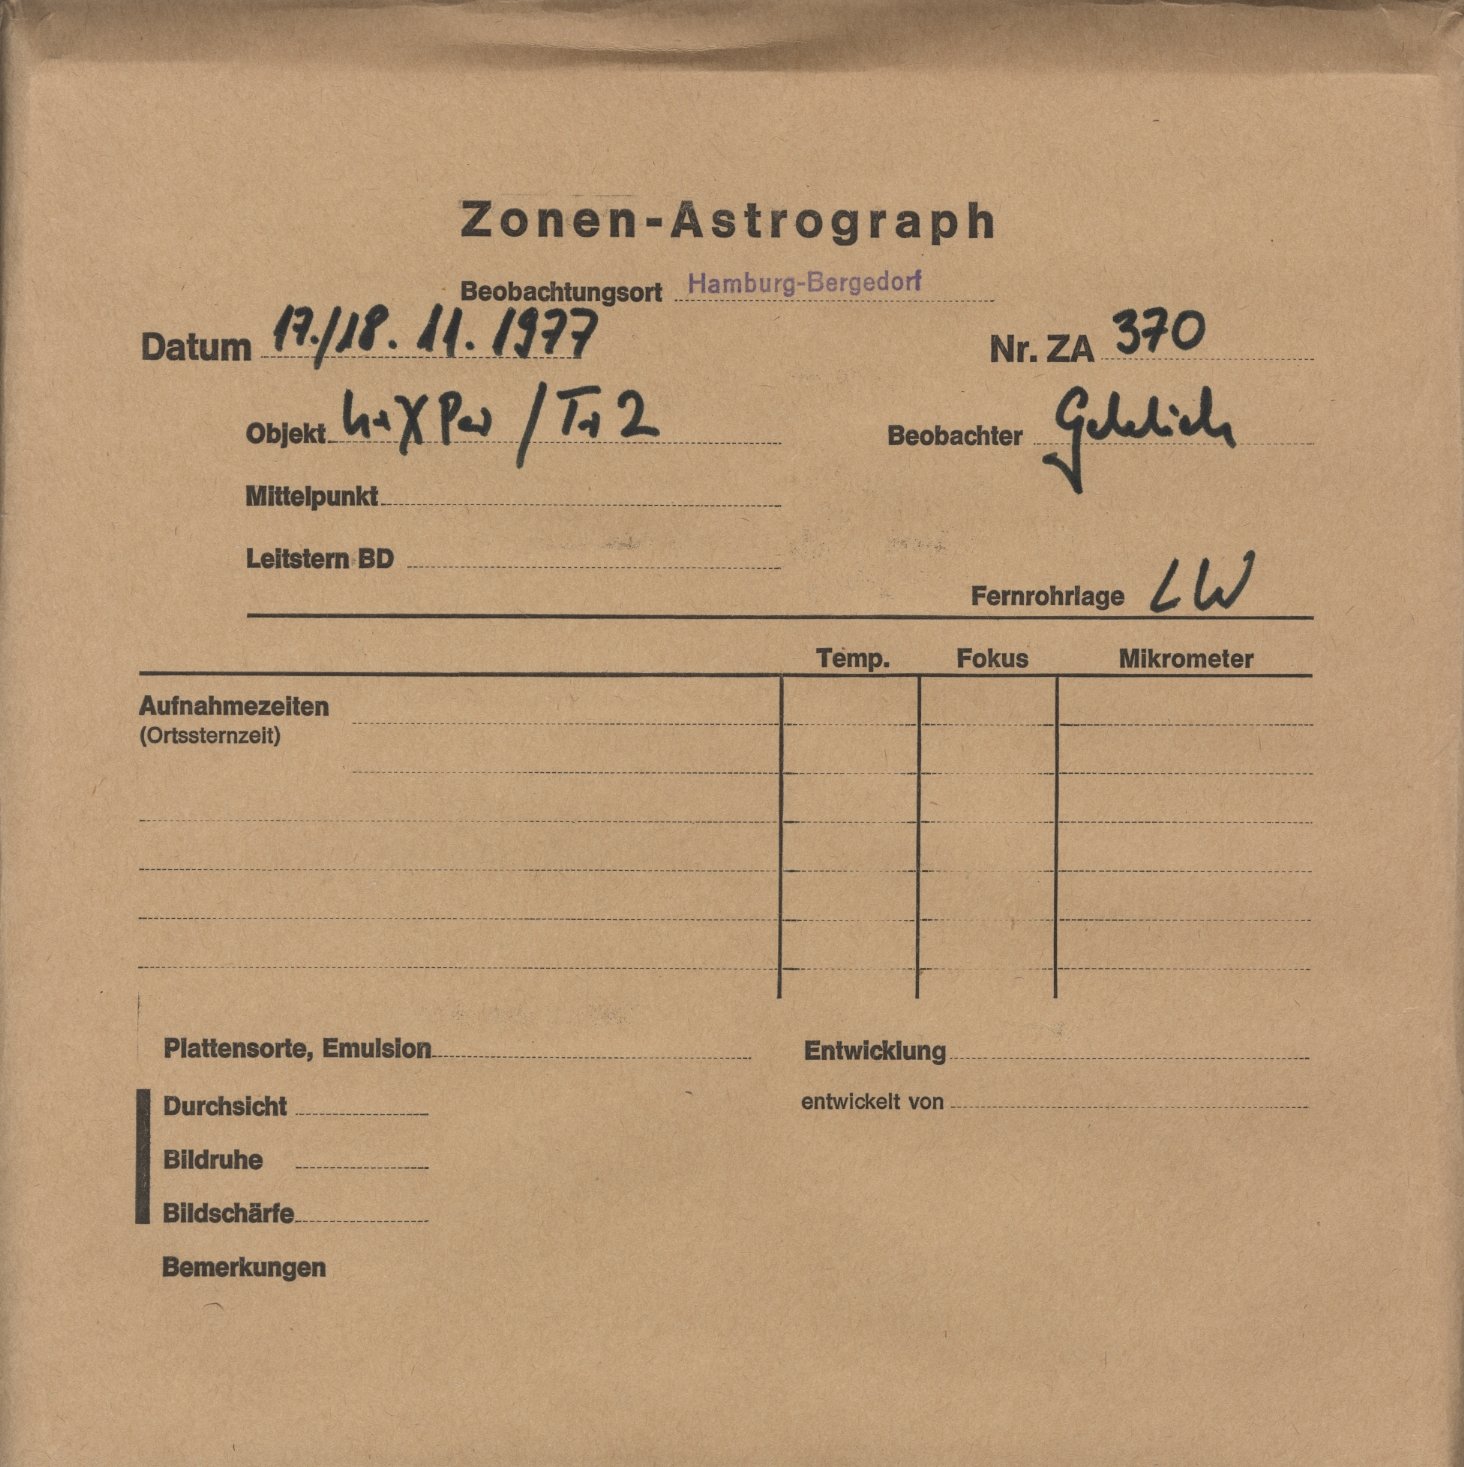 Zonen-Astrograph
Beobachtungsort Hamburg-Bergedorf
Datum 17./18. 11. 1977 Nr. ZA 370
Objekt h+χ Per / Tr 2 Beobachter
Mittelpunkt
Leitstern BD
Fernrohrlage LW
Temp. Fokus Mikrometer
Aufnahmezeiten
(Ortssternzeit)
Plattensorte, Emulsion Entwicklung
Durchsicht entwickelt von
Bildruhe
Bildschärfe
Bemerkungen